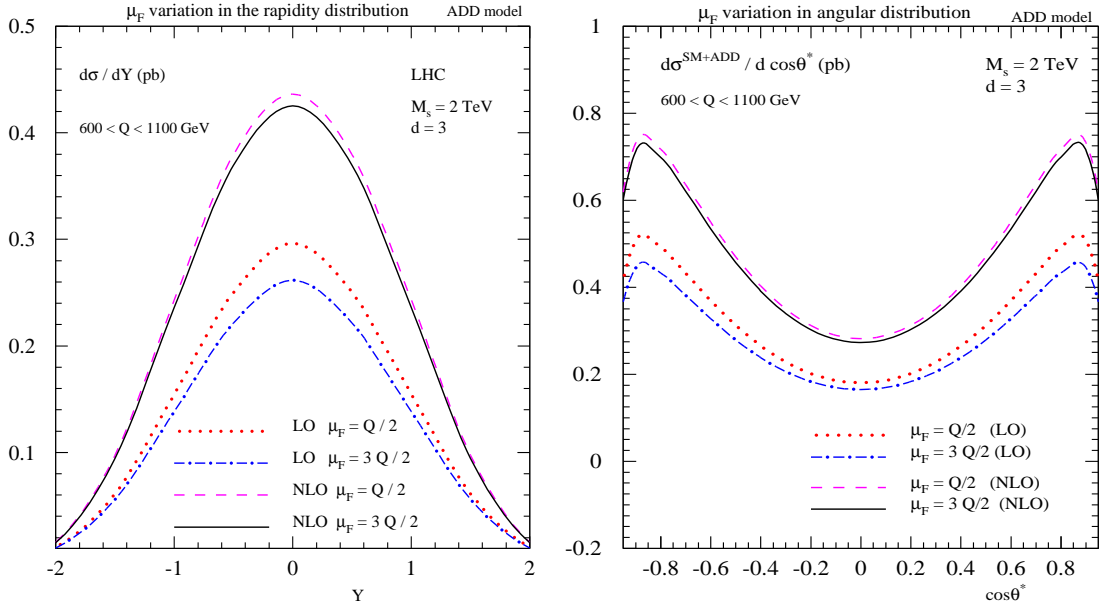 μF variation in the rapidity distribution
ADD model
dσ / dY (pb)
LHC
Ms = 2 TeV
600 < Q < 1100 GeV
d = 3
0.5
0.4
0.3
0.2
0.1
LO μF = Q / 2
LO μF = 3 Q / 2
NLO μF = Q / 2
NLO μF = 3 Q / 2
-2 -1 0 1 2
Y
μF variation in angular distribution
ADD model
dσ^SM+ADD / d cosθ* (pb)
Ms = 2 TeV
d = 3
600 < Q < 1100 GeV
1
0.8
0.6
0.4
0.2
0
-0.2
μF = Q/2 (LO)
μF = 3 Q/2 (LO)
μF = Q/2 (NLO)
μF = 3 Q/2 (NLO)
-0.8 -0.6 -0.4 -0.2 0 0.2 0.4 0.6 0.8
cosθ*